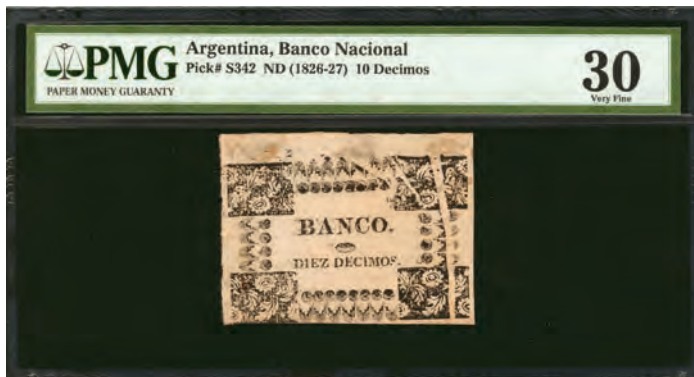 PMG
PAPER MONEY GUARANTY
Argentina, Banco Nacional
Pick# S342 ND (1826-27) 10 Decimos
30
Very Fine
BANCO.
DIEZ DECIMOS.